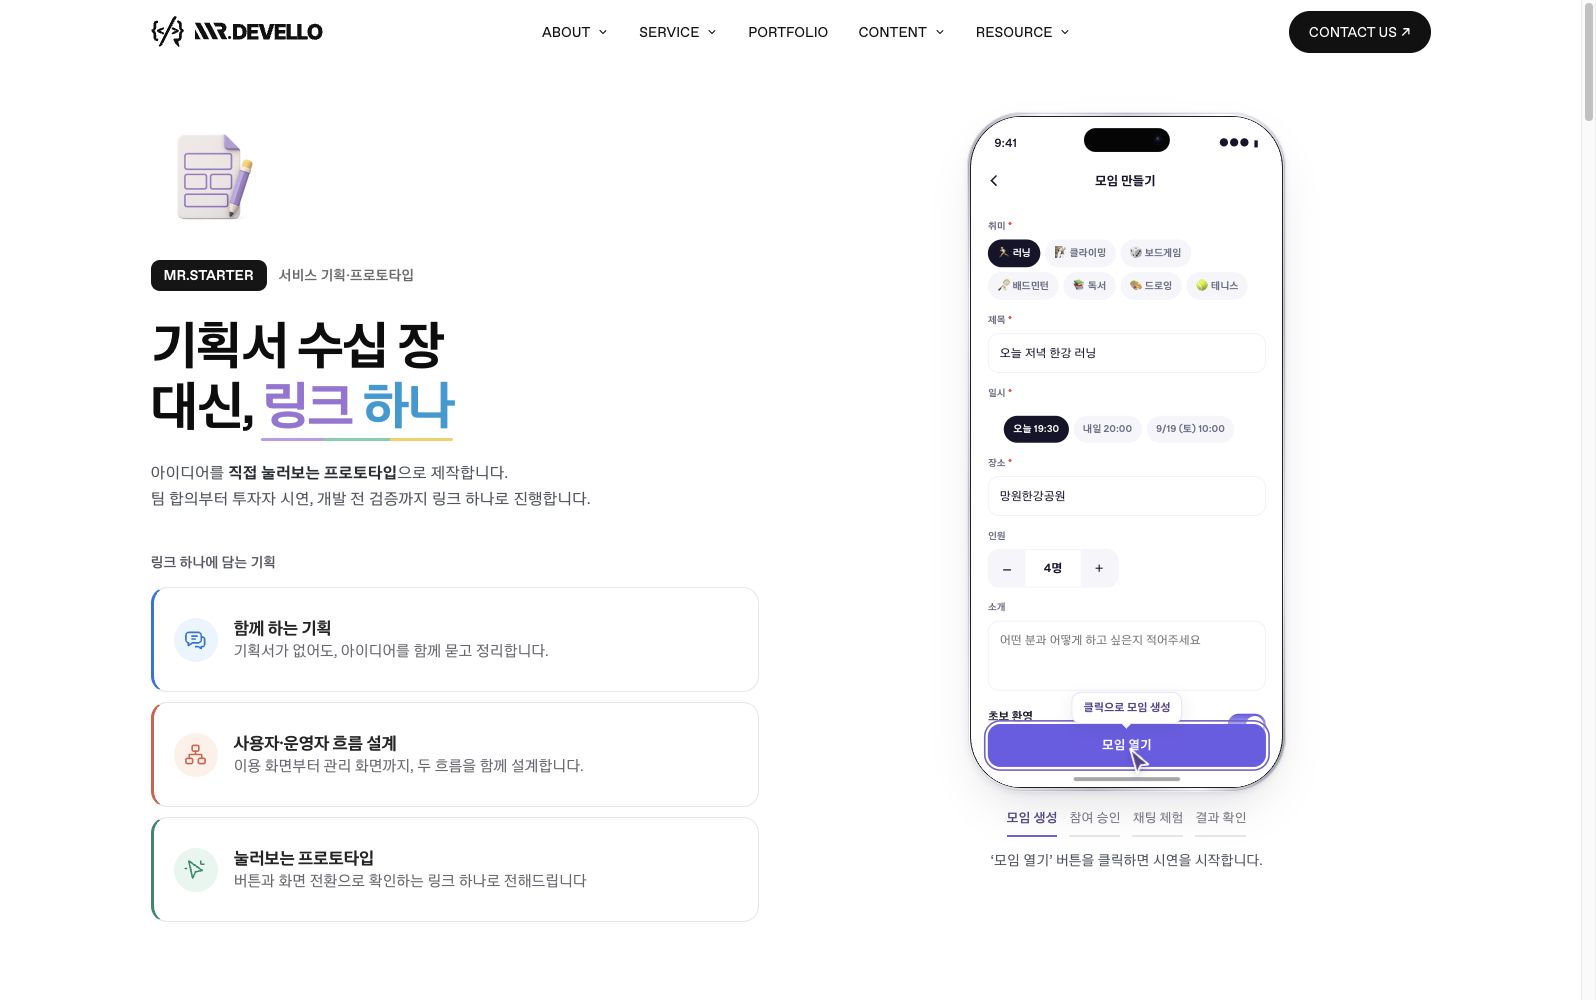 MR.DEVELLO
ABOUT
SERVICE
PORTFOLIO
CONTENT
RESOURCE
CONTACT US
MR.STARTER
서비스 기획·프로토타입
기획서 수십 장
대신, 링크 하나
아이디어를 직접 눌러보는 프로토타입으로 제작합니다.
팀 합의부터 투자자 시연, 개발 전 검증까지 링크 하나로 진행합니다.
링크 하나에 담는 기획
함께 하는 기획
기획서가 없어도, 아이디어를 함께 묻고 정리합니다.
사용자·운영자 흐름 설계
이용 화면부터 관리 화면까지, 두 흐름을 함께 설계합니다.
눌러보는 프로토타입
버튼과 화면 전환으로 확인하는 링크 하나로 전해드립니다
9:41
모임 만들기
취미 *
러닝
클라이밍
보드게임
배드민턴
독서
드로잉
테니스
제목 *
오늘 저녁 한강 러닝
일시 *
오늘 19:30
내일 20:00
9/19 (토) 10:00
장소 *
망원한강공원
인원
– 4명 +
소개
어떤 분과 어떻게 하고 싶은지 적어주세요
클릭으로 모임 생성
초보 환영
모임 열기
모임 생성
참여 승인
채팅 체험
결과 확인
‘모임 열기’ 버튼을 클릭하면 시연을 시작합니다.